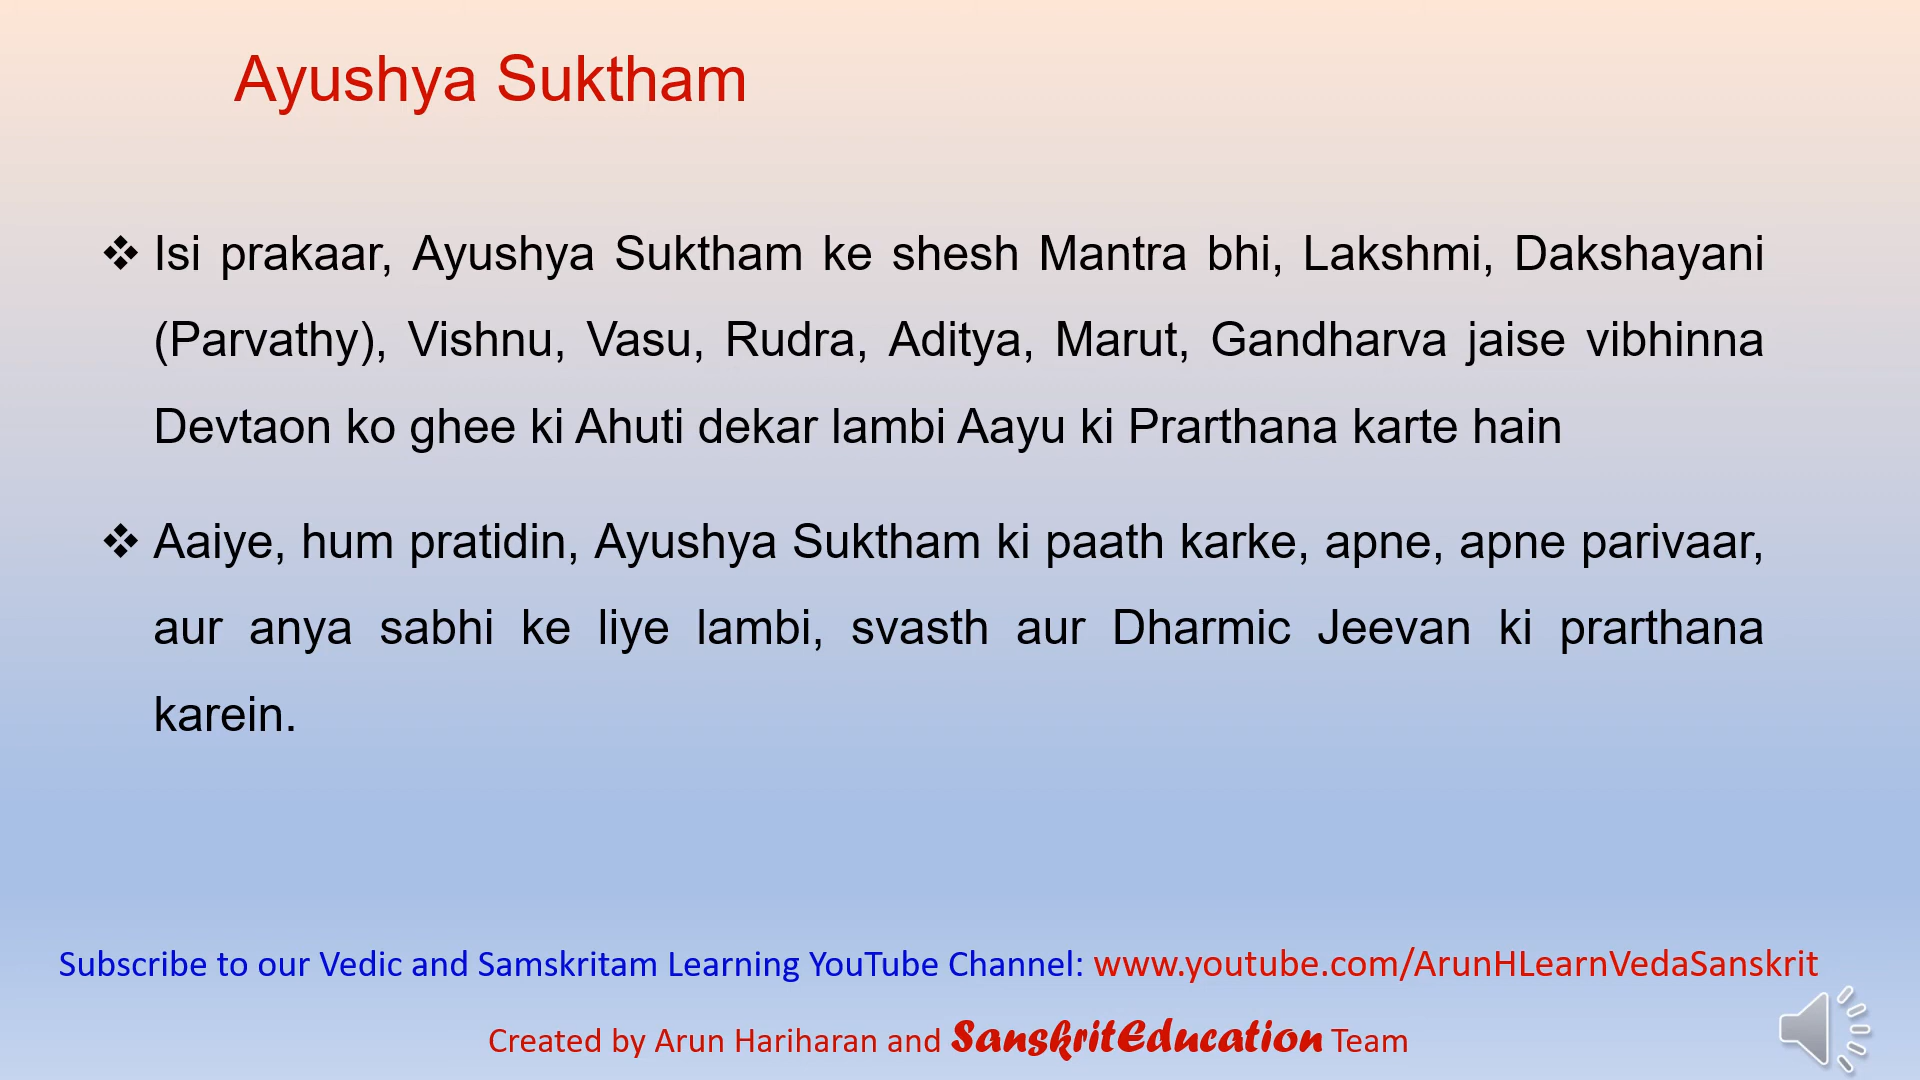 Ayushya Suktham
❖ Isi prakaar, Ayushya Suktham ke shesh Mantra bhi, Lakshmi, Dakshayani
(Parvathy), Vishnu, Vasu, Rudra, Aditya, Marut, Gandharva jaise vibhinna
Devtaon ko ghee ki Ahuti dekar lambi Aayu ki Prarthana karte hain
❖ Aaiye, hum pratidin, Ayushya Suktham ki paath karke, apne, apne parivaar,
aur anya sabhi ke liye lambi, svasth aur Dharmic Jeevan ki prarthana
karein.
Subscribe to our Vedic and Samskritam Learning YouTube Channel: www.youtube.com/ArunHLearnVedaSanskrit
Created by Arun Hariharan and SanskritEducation Team